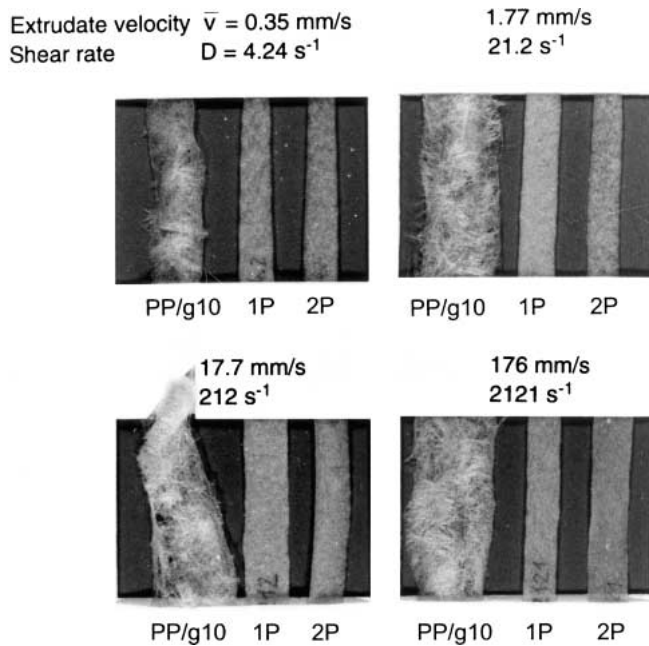 Extrudate velocity v̅ = 0.35 mm/s
Shear rate D = 4.24 s⁻¹
1.77 mm/s
21.2 s⁻¹
PP/g10 1P 2P
PP/g10 1P 2P
17.7 mm/s
212 s⁻¹
176 mm/s
2121 s⁻¹
PP/g10 1P 2P
PP/g10 1P 2P